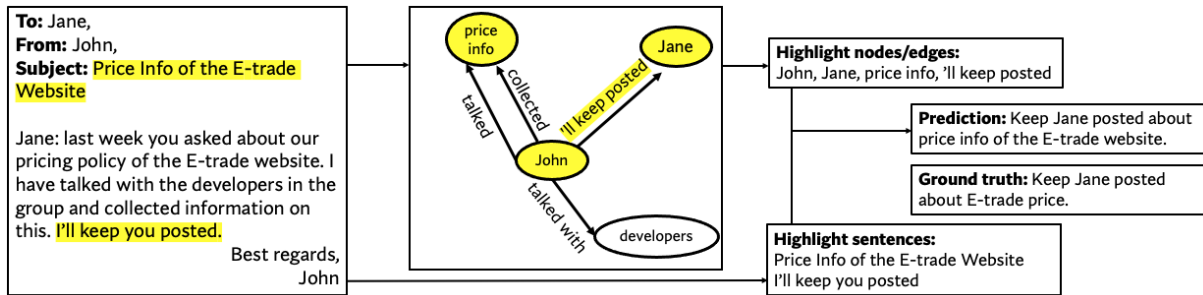 To: Jane,
From: John,
Subject: Price Info of the E-trade
Website
Jane: last week you asked about our
pricing policy of the E-trade website. I
have talked with the developers in the
group and collected information on
this. I'll keep you posted.
Best regards,
John
price
info
Jane
talked
collected
'll keep posted
John
talked with
developers
Highlight nodes/edges:
John, Jane, price info, 'll keep posted
Prediction: Keep Jane posted about
price info of the E-trade website.
Ground truth: Keep Jane posted
about E-trade price.
Highlight sentences:
Price Info of the E-trade Website
I'll keep you posted